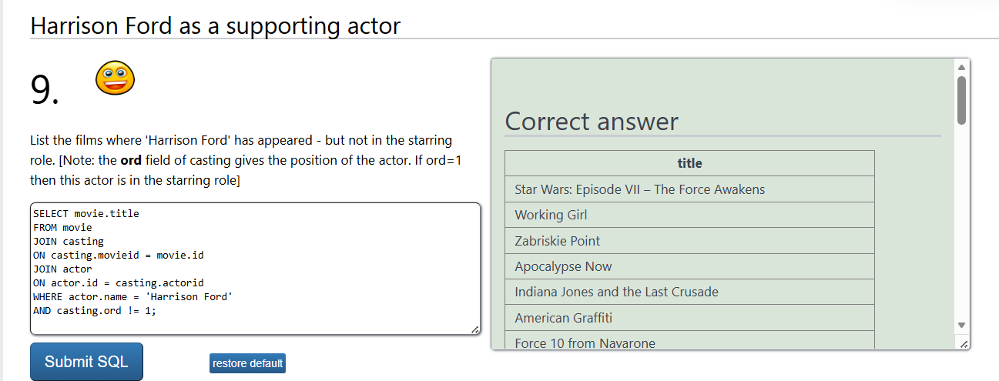 Harrison Ford as a supporting actor
9.
List the films where 'Harrison Ford' has appeared - but not in the starring
role. [Note: the ord field of casting gives the position of the actor. If ord=1
then this actor is in the starring role]
SELECT movie.title
FROM movie
JOIN casting
ON casting.movieid = movie.id
JOIN actor
ON actor.id = casting.actorid
WHERE actor.name = 'Harrison Ford'
AND casting.ord != 1;
Submit SQL
restore default
Correct answer
title
Star Wars: Episode VII – The Force Awakens
Working Girl
Zabriskie Point
Apocalypse Now
Indiana Jones and the Last Crusade
American Graffiti
Force 10 from Navarone